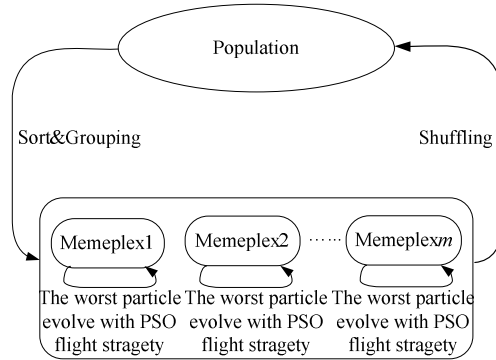 Population
Sort&Grouping
Shuffling
Memeplex1
Memeplex2
......
Memeplexm
The worst particle
evolve with PSO
flight stragety
The worst particle
evolve with PSO
flight stragety
The worst particle
evolve with PSO
flight stragety